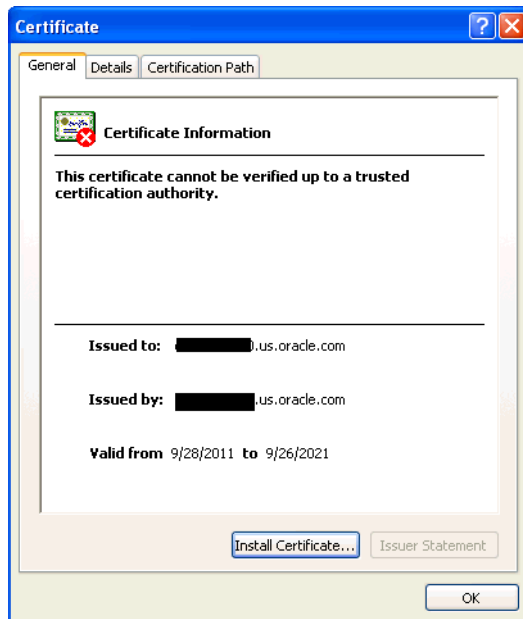 Certificate
General Details Certification Path
Certificate Information
This certificate cannot be verified up to a trusted
certification authority.
Issued to: .us.oracle.com
Issued by: .us.oracle.com
Valid from 9/28/2011 to 9/26/2021
Install Certificate... Issuer Statement
OK